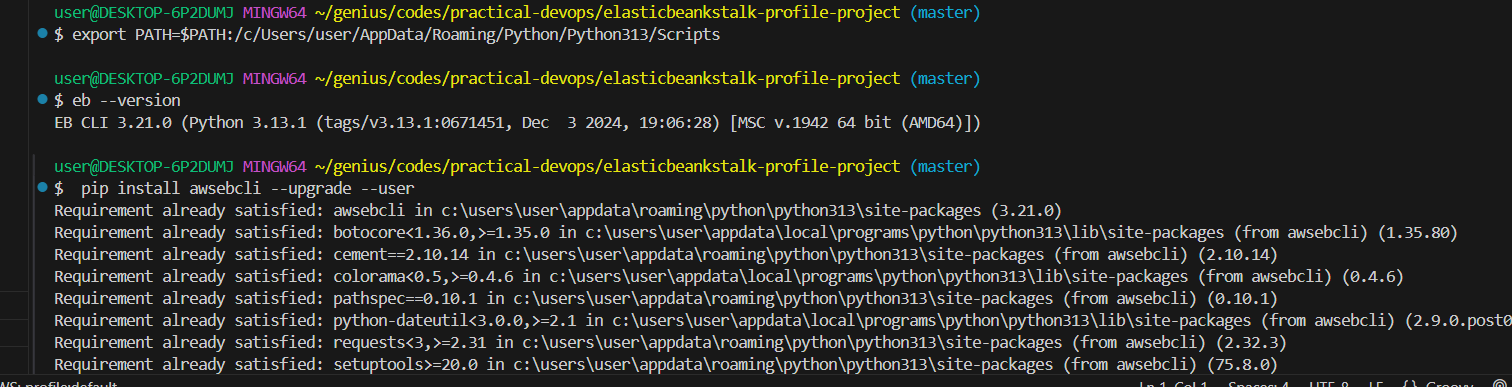 user@DESKTOP-6P2DUMJ MINGW64 ~/genius/codes/practical-devops/elasticbeankstalk-profile-project (master)
$ export PATH=$PATH:/c/Users/user/AppData/Roaming/Python/Python313/Scripts
user@DESKTOP-6P2DUMJ MINGW64 ~/genius/codes/practical-devops/elasticbeankstalk-profile-project (master)
$ eb --version
EB CLI 3.21.0 (Python 3.13.1 (tags/v3.13.1:0671451, Dec  3 2024, 19:06:28) [MSC v.1942 64 bit (AMD64)])
user@DESKTOP-6P2DUMJ MINGW64 ~/genius/codes/practical-devops/elasticbeankstalk-profile-project (master)
$  pip install awsebcli --upgrade --user
Requirement already satisfied: awsebcli in c:\users\user\appdata\roaming\python\python313\site-packages (3.21.0)
Requirement already satisfied: botocore<1.36.0,>=1.35.0 in c:\users\user\appdata\local\programs\python\python313\lib\site-packages (from awsebcli) (1.35.80)
Requirement already satisfied: cement==2.10.14 in c:\users\user\appdata\roaming\python\python313\site-packages (from awsebcli) (2.10.14)
Requirement already satisfied: colorama<0.5,>=0.4.6 in c:\users\user\appdata\local\programs\python\python313\lib\site-packages (from awsebcli) (0.4.6)
Requirement already satisfied: pathspec==0.10.1 in c:\users\user\appdata\roaming\python\python313\site-packages (from awsebcli) (0.10.1)
Requirement already satisfied: python-dateutil<3.0.0,>=2.1 in c:\users\user\appdata\local\programs\python\python313\lib\site-packages (from awsebcli) (2.9.0.post0
Requirement already satisfied: requests<3,>=2.31 in c:\users\user\appdata\roaming\python\python313\site-packages (from awsebcli) (2.32.3)
Requirement already satisfied: setuptools>=20.0 in c:\users\user\appdata\roaming\python\python313\site-packages (from awsebcli) (75.8.0)
WS: profile:default Ln 1, Col 1 Spaces: 4 UTF-8 LF {} Groovy